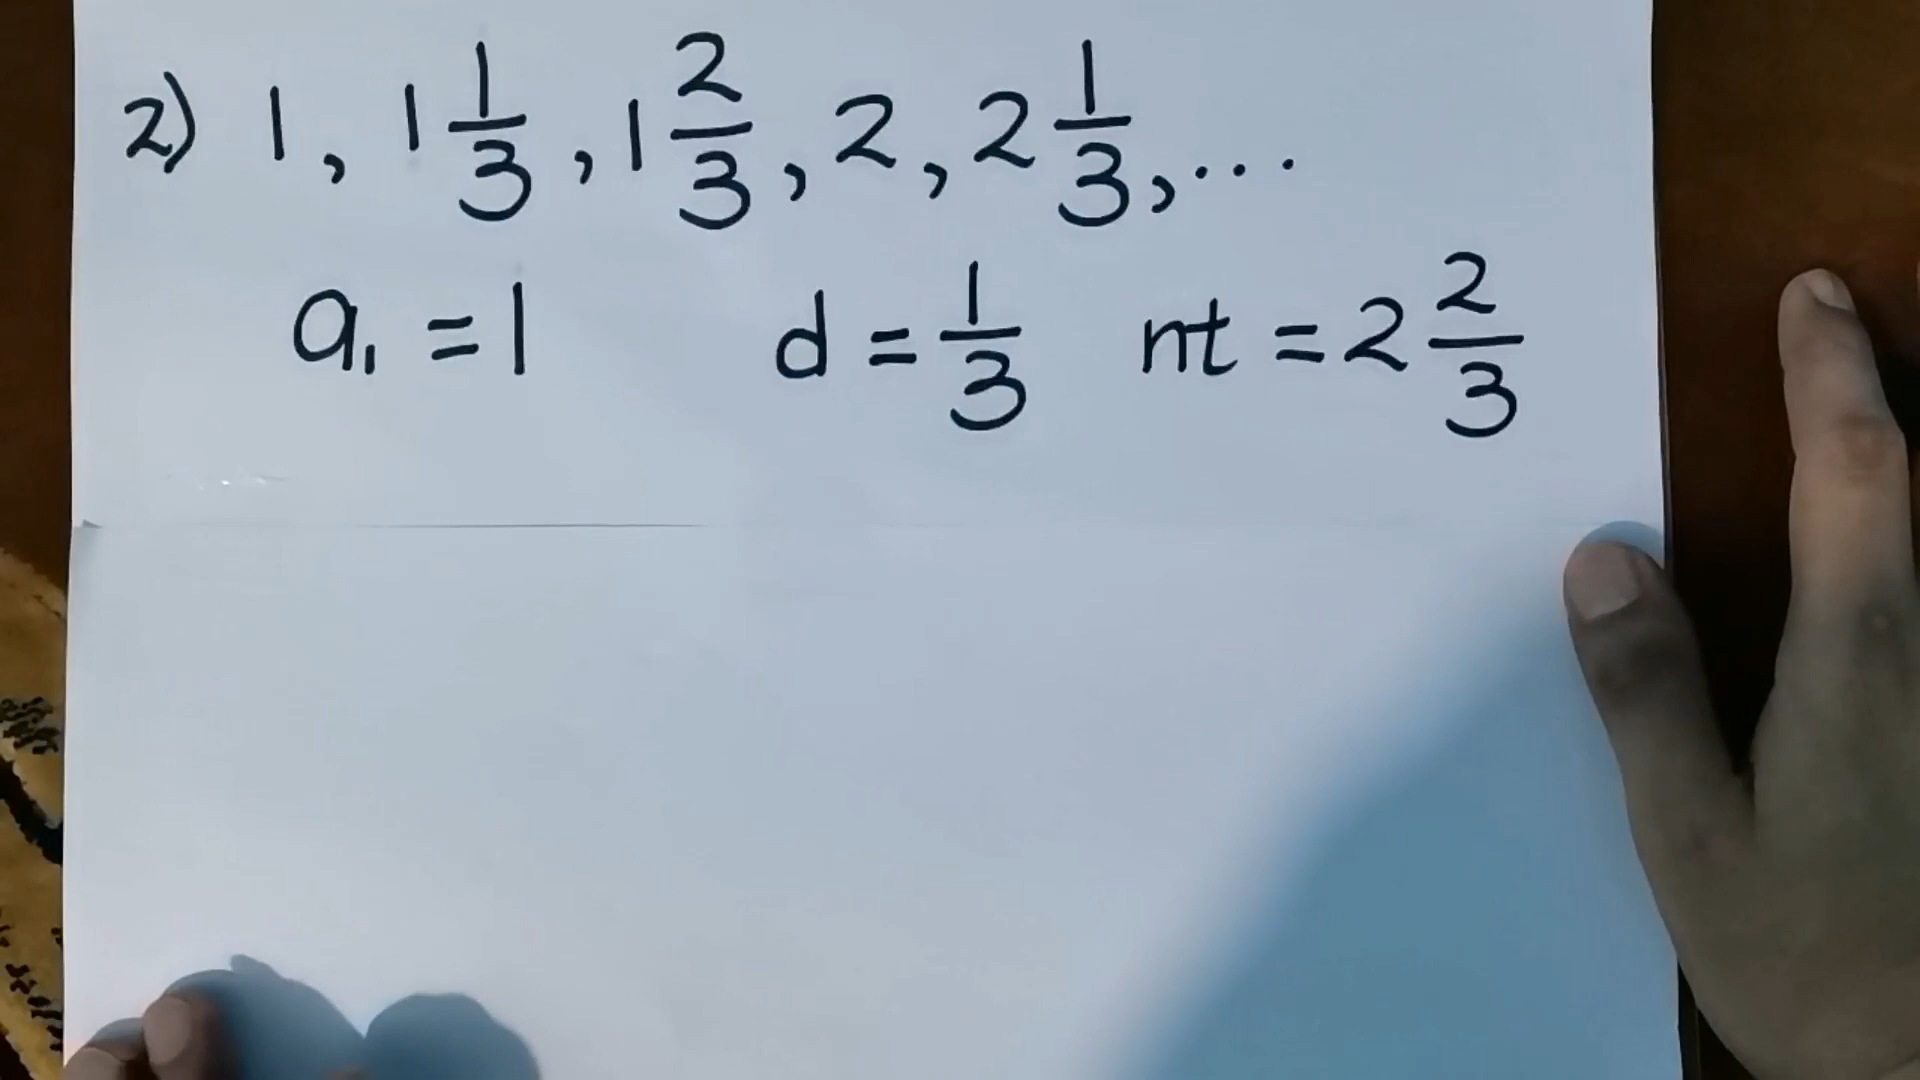 2) 1, 1 1/3, 1 2/3, 2, 2 1/3, ...
a₁ = 1 d = 1/3 nt = 2 2/3